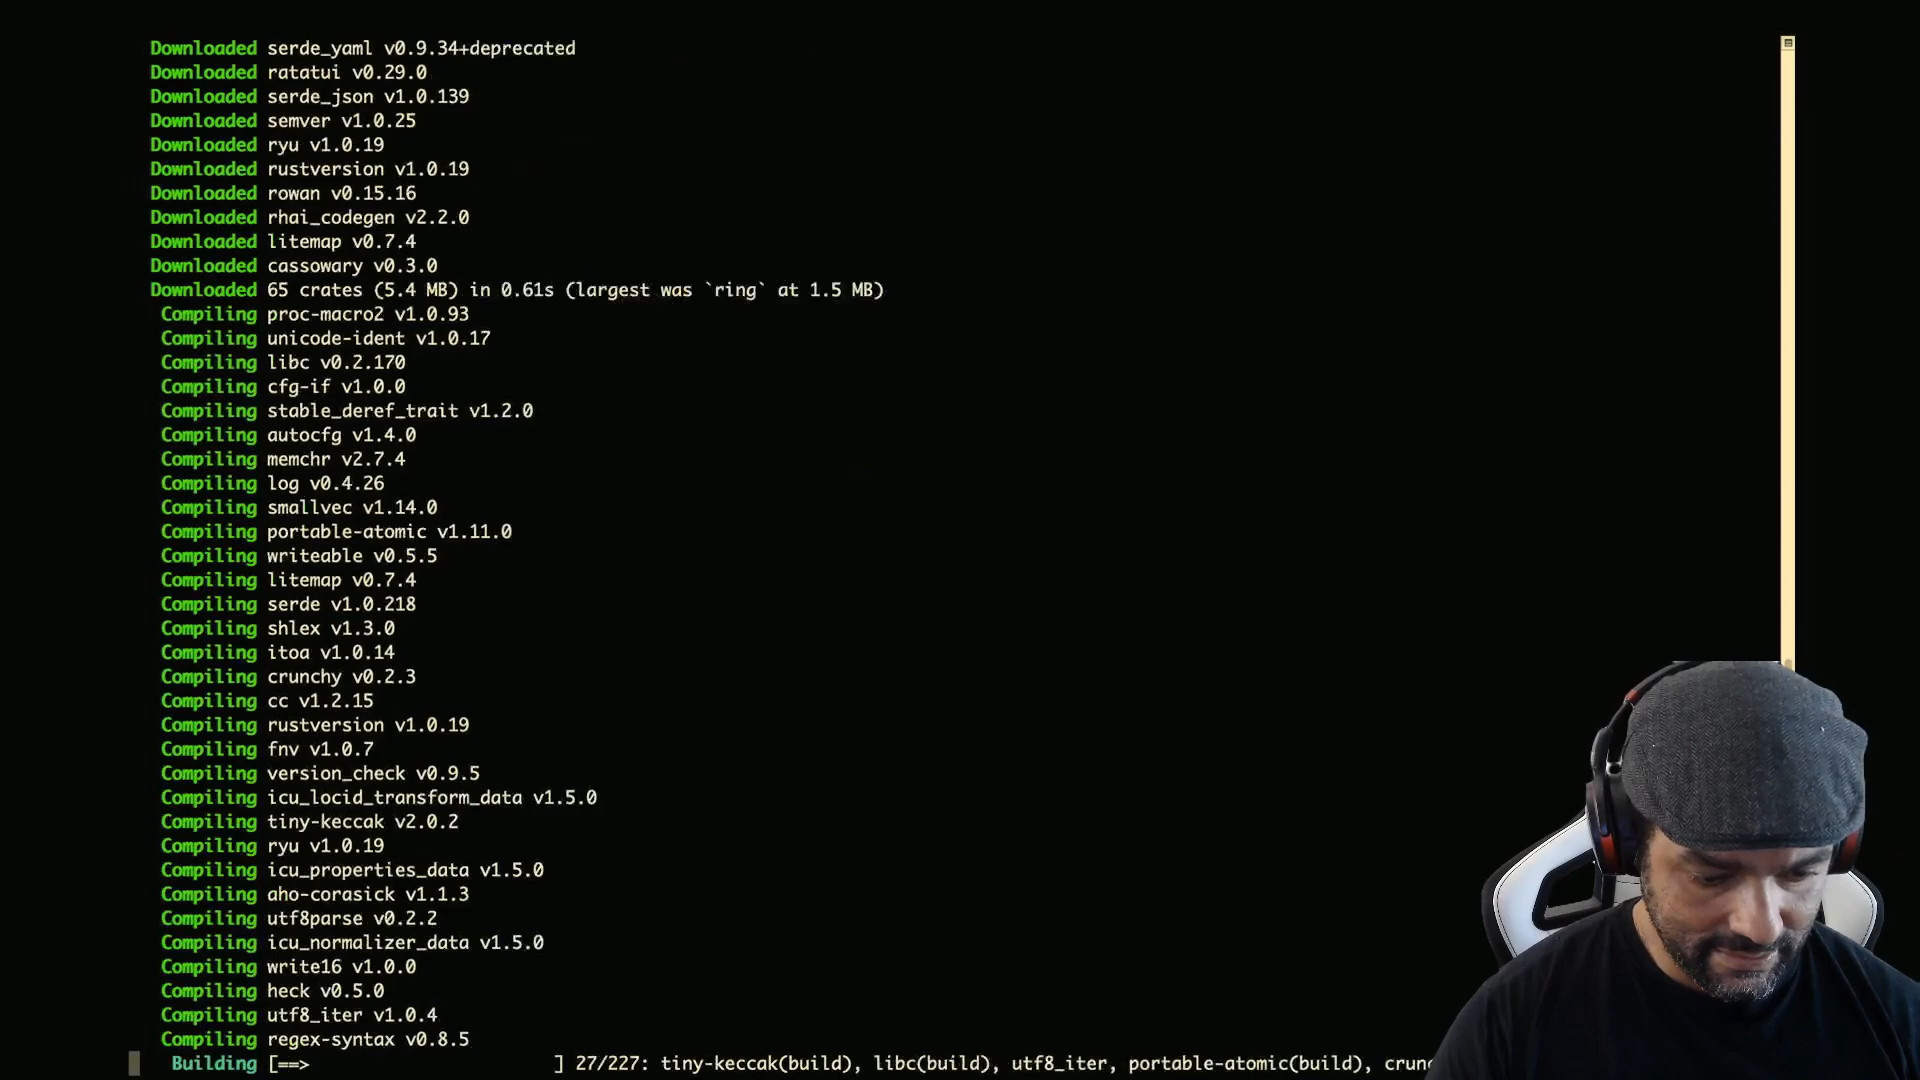 Downloaded serde_yaml v0.9.34+deprecated
Downloaded ratatui v0.29.0
Downloaded serde_json v1.0.139
Downloaded semver v1.0.25
Downloaded ryu v1.0.19
Downloaded rustversion v1.0.19
Downloaded rowan v0.15.16
Downloaded rhai_codegen v2.2.0
Downloaded litemap v0.7.4
Downloaded cassowary v0.3.0
Downloaded 65 crates (5.4 MB) in 0.61s (largest was `ring` at 1.5 MB)
Compiling proc-macro2 v1.0.93
Compiling unicode-ident v1.0.17
Compiling libc v0.2.170
Compiling cfg-if v1.0.0
Compiling stable_deref_trait v1.2.0
Compiling autocfg v1.4.0
Compiling memchr v2.7.4
Compiling log v0.4.26
Compiling smallvec v1.14.0
Compiling portable-atomic v1.11.0
Compiling writeable v0.5.5
Compiling litemap v0.7.4
Compiling serde v1.0.218
Compiling shlex v1.3.0
Compiling itoa v1.0.14
Compiling crunchy v0.2.3
Compiling cc v1.2.15
Compiling rustversion v1.0.19
Compiling fnv v1.0.7
Compiling version_check v0.9.5
Compiling icu_locid_transform_data v1.5.0
Compiling tiny-keccak v2.0.2
Compiling ryu v1.0.19
Compiling icu_properties_data v1.5.0
Compiling aho-corasick v1.1.3
Compiling utf8parse v0.2.2
Compiling icu_normalizer_data v1.5.0
Compiling write16 v1.0.0
Compiling heck v0.5.0
Compiling utf8_iter v1.0.4
Compiling regex-syntax v0.8.5
Building [==> ] 27/227: tiny-keccak(build), libc(build), utf8_iter, portable-atomic(build),